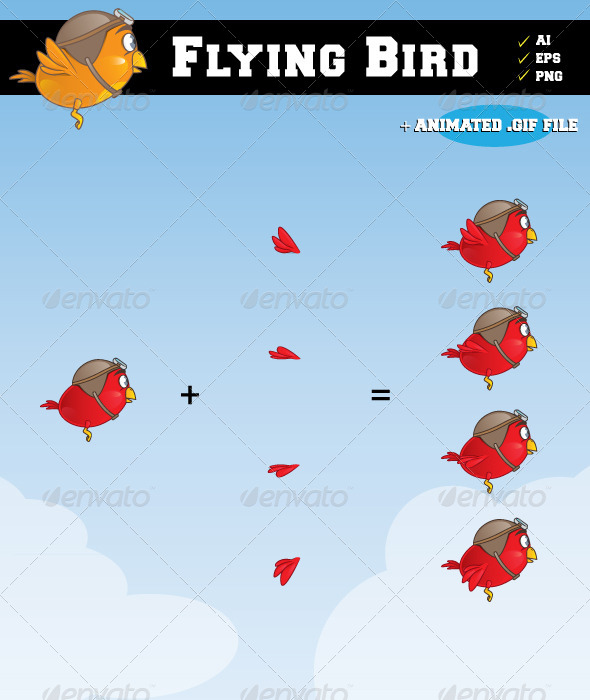 FLYING BIRD
AI
EPS
PNG
+ ANIMATED .GIF FILE
envato envato envato
+
=
envato envato envato
envato envato envato
envato envato envato